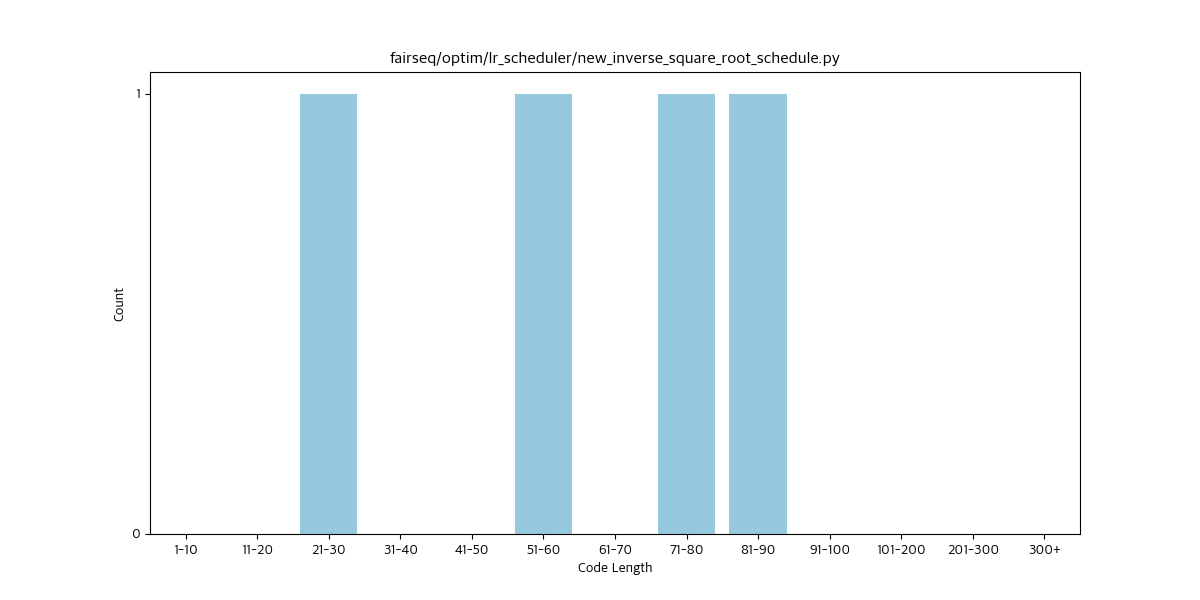 fairseq/optim/lr_scheduler/new_inverse_square_root_schedule.py
1
Count
0
1-10 11-20 21-30 31-40 41-50 51-60 61-70 71-80 81-90 91-100 101-200 201-300 300+
Code Length